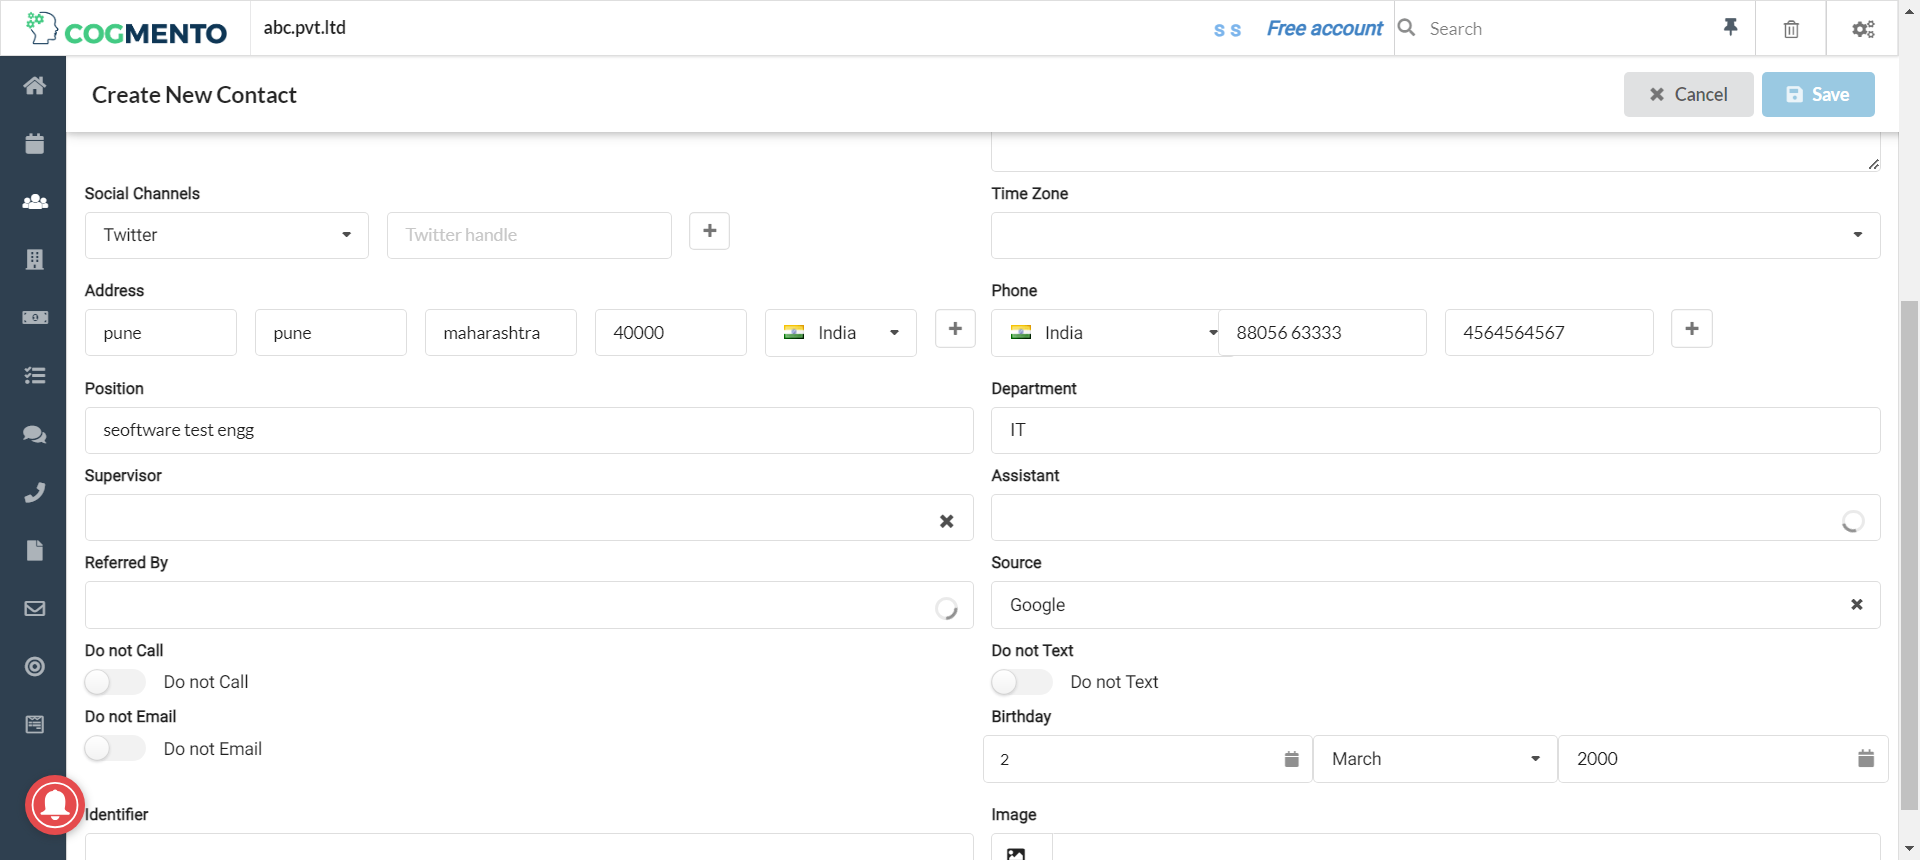 COGMENTO
abc.pvt.ltd
s s
Free account
Search
Create New Contact
Cancel
Save
Social Channels
Time Zone
Twitter
Twitter handle
Address
Phone
pune
pune
maharashtra
40000
India
India
88056 63333
4564564567
Position
Department
seoftware test engg
IT
Supervisor
Assistant
Referred By
Source
Google
Do not Call
Do not Text
Do not Call
Do not Text
Do not Email
Birthday
Do not Email
2
March
2000
Identifier
Image